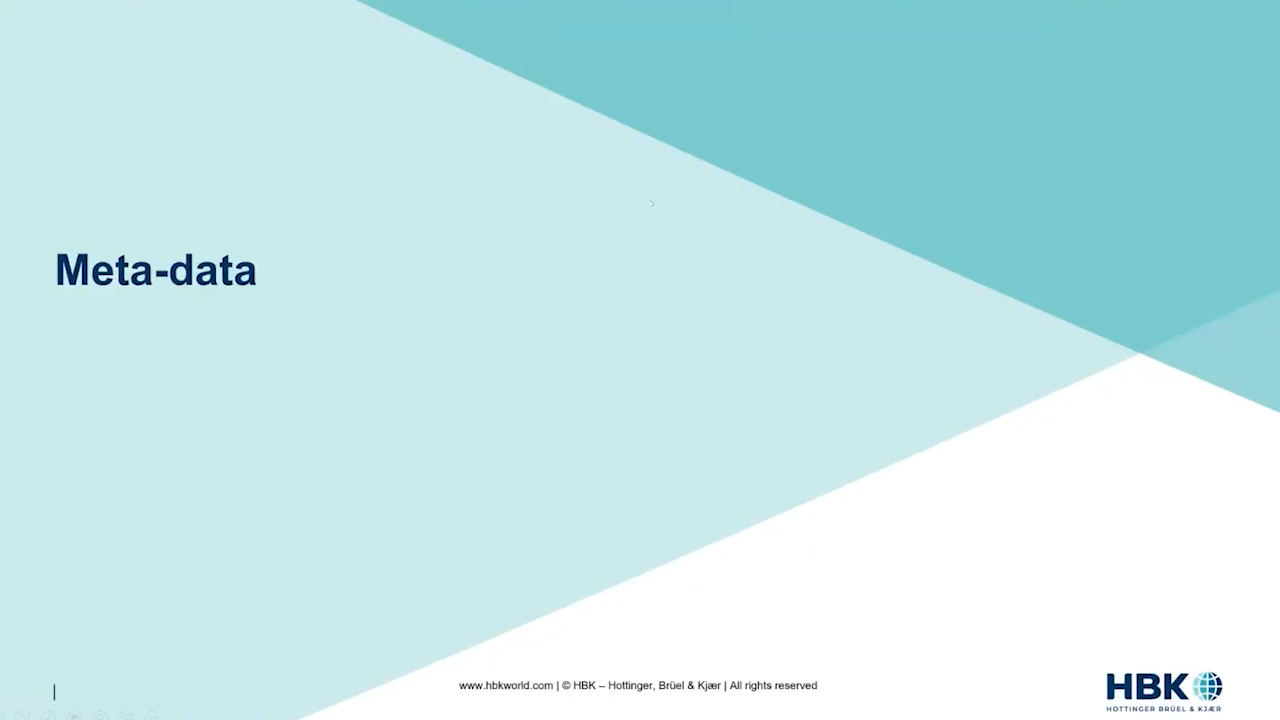 Meta-data
|
www.hbkworld.com | © HBK – Hottinger, Brüel & Kjær | All rights reserved
HBK
HOTTINGER BRÜEL & KJÆR